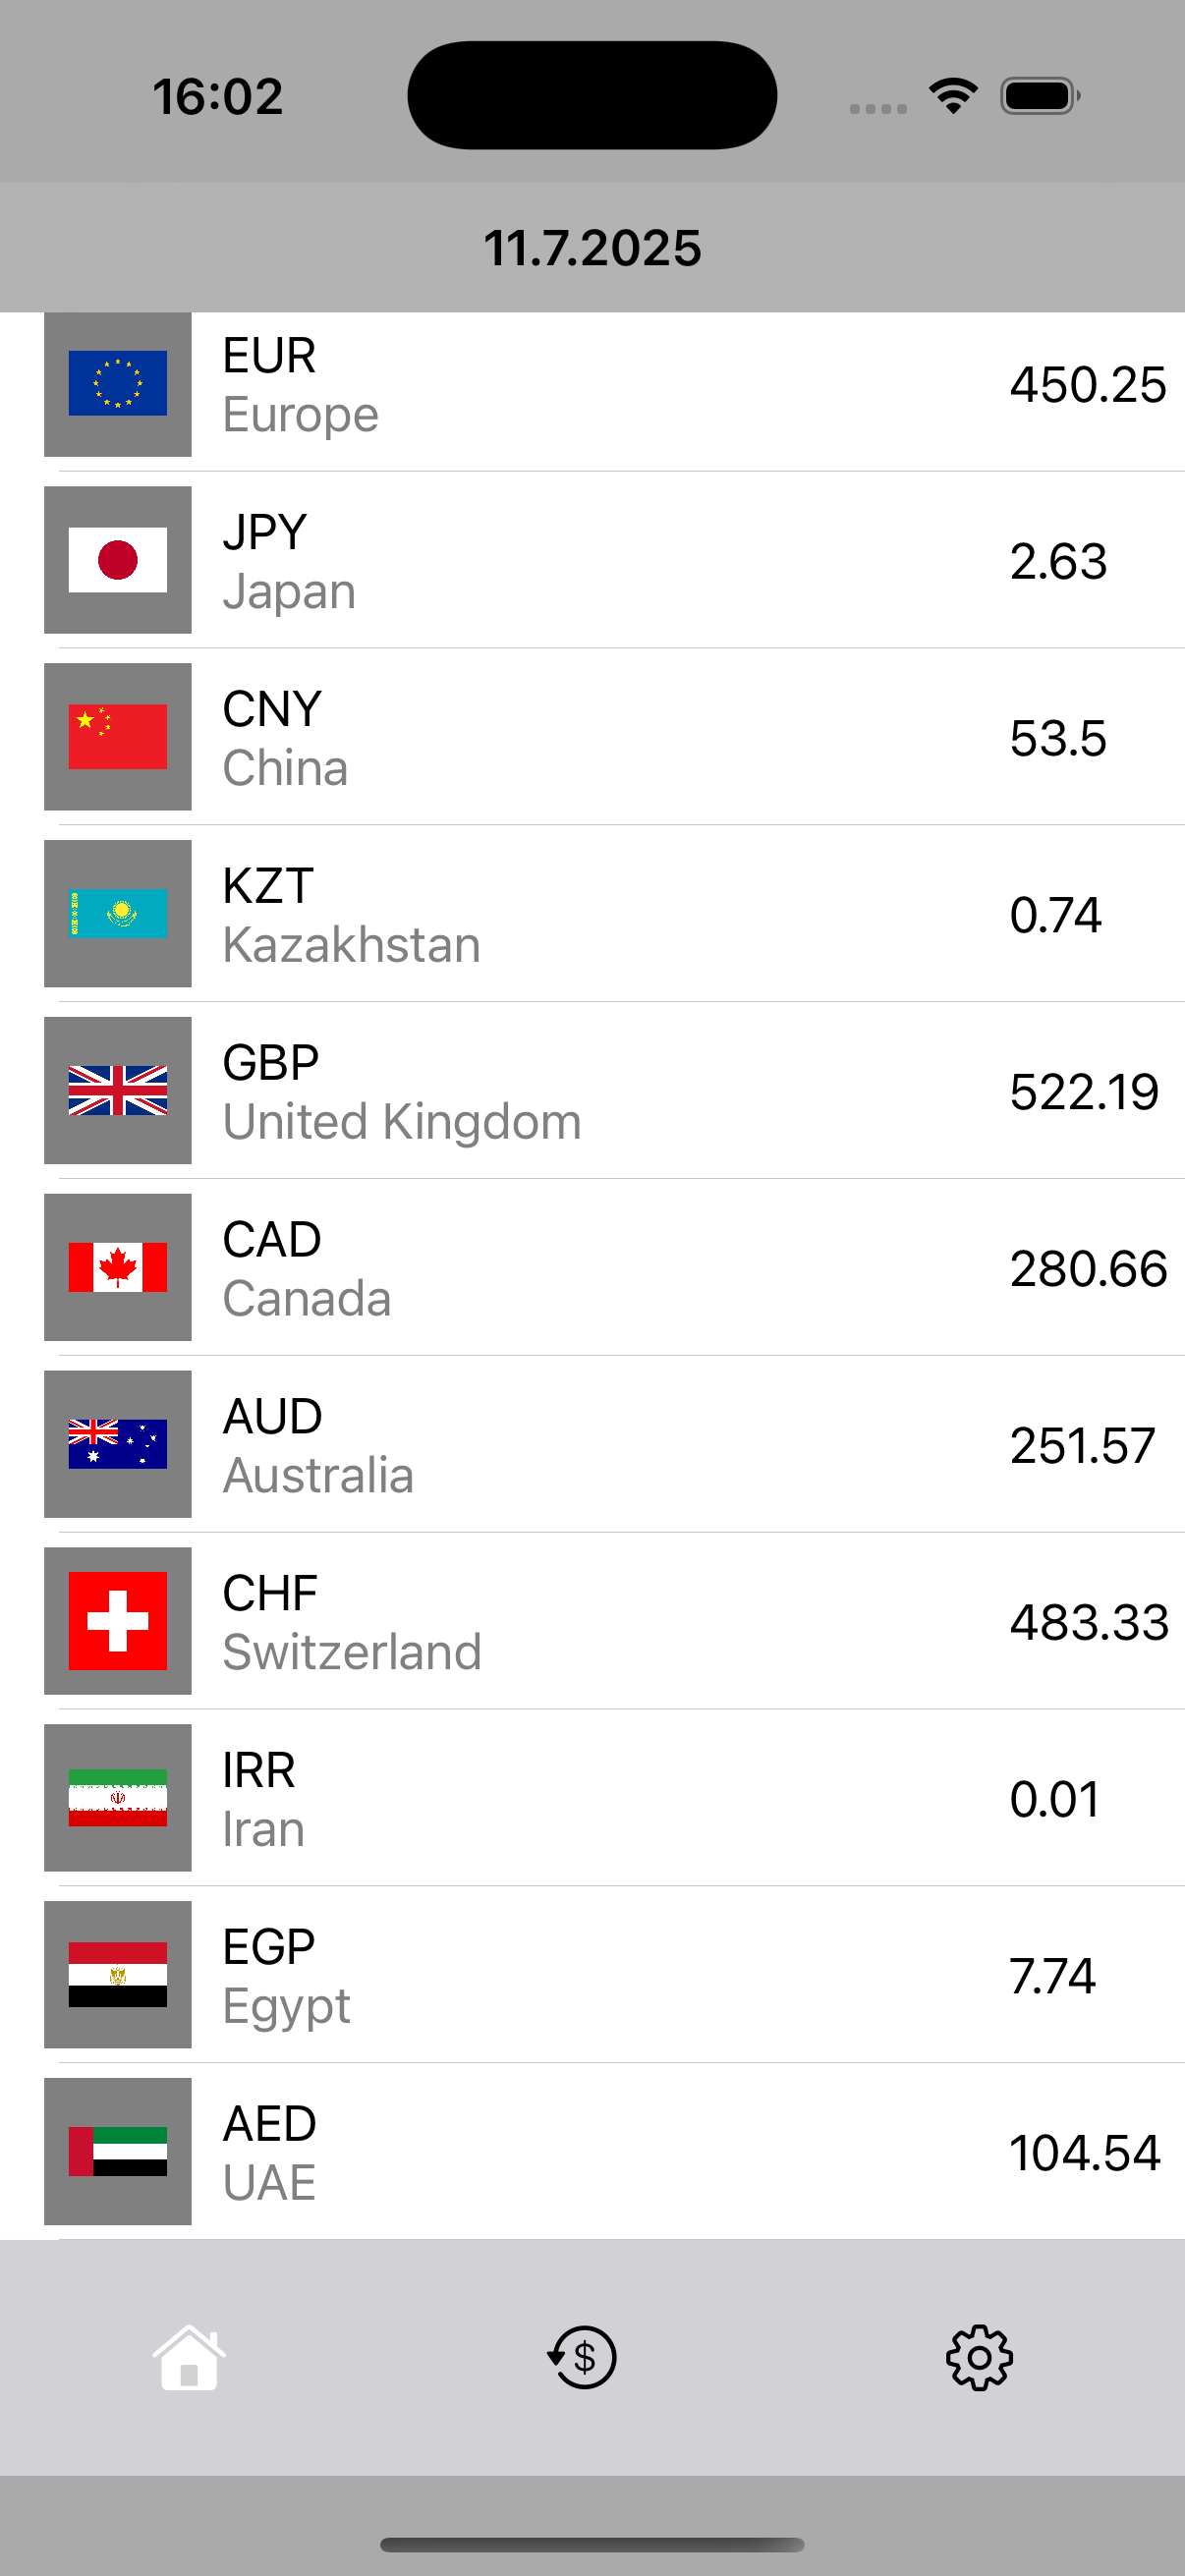 16:02
11.7.2025
EUR
Europe
450.25
JPY
Japan
2.63
CNY
China
53.5
KZT
Kazakhstan
0.74
GBP
United Kingdom
522.19
CAD
Canada
280.66
AUD
Australia
251.57
CHF
Switzerland
483.33
IRR
Iran
0.01
EGP
Egypt
7.74
AED
UAE
104.54
$